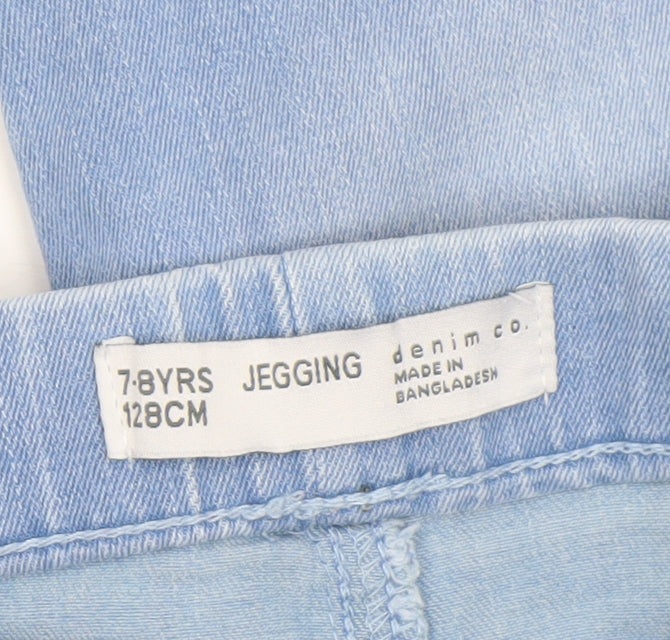 7-8YRS
128CM
JEGGING
denim co.
MADE IN
BANGLADESH